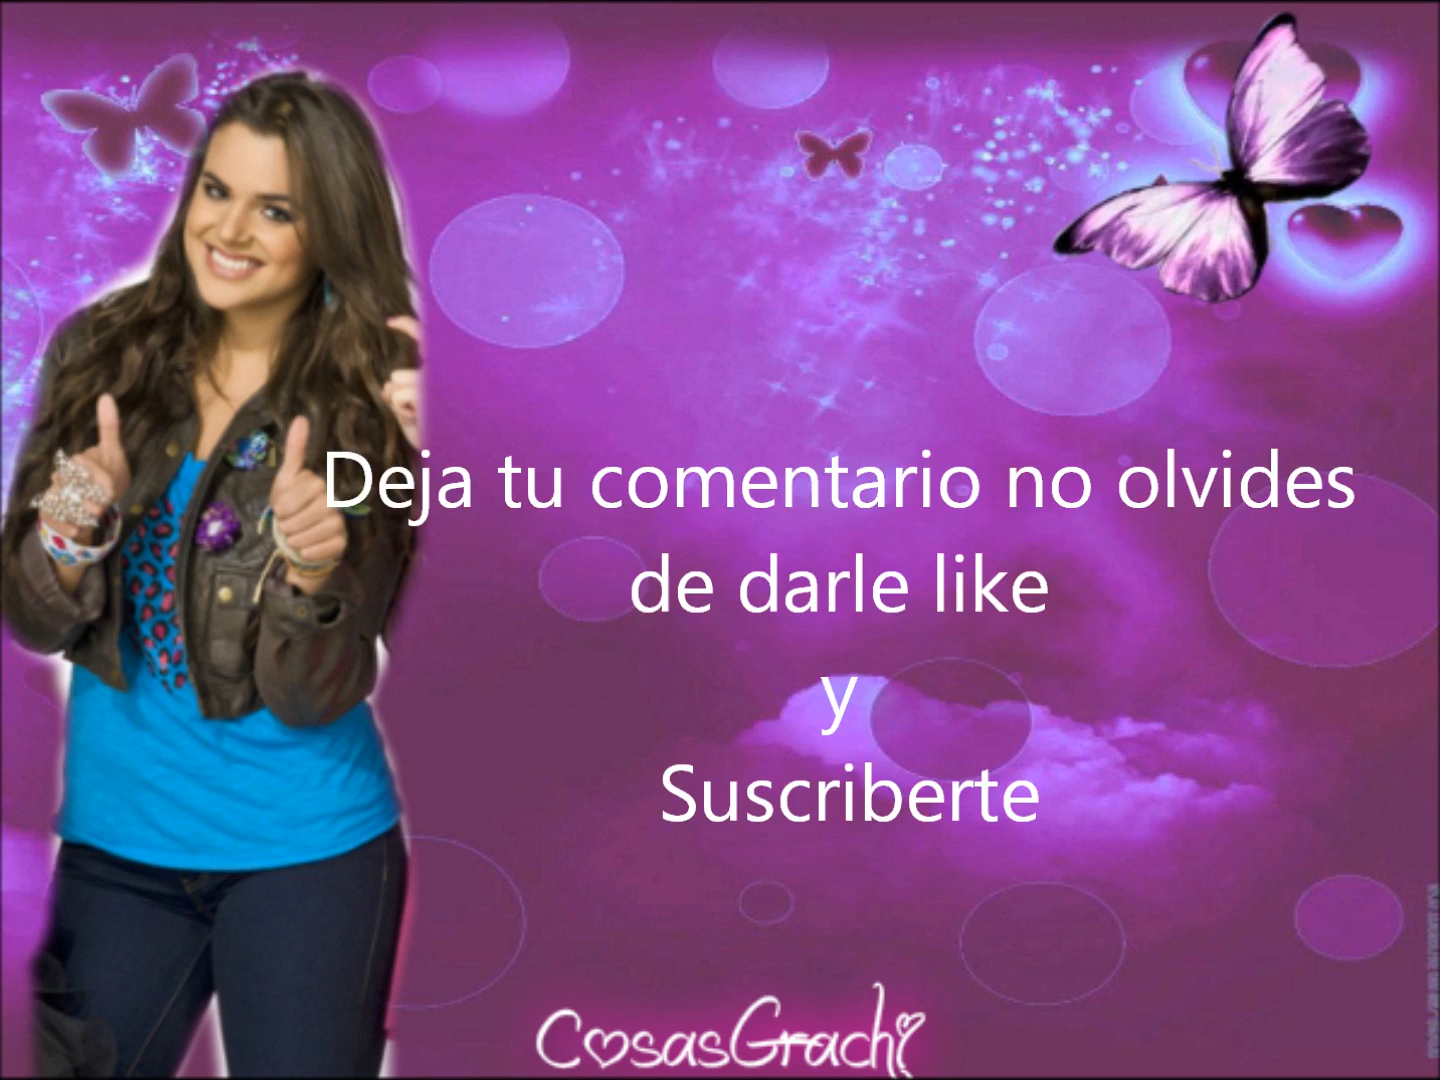 Deja tu comentario no olvides
de darle like
y
Suscriberte
CosasGrachi